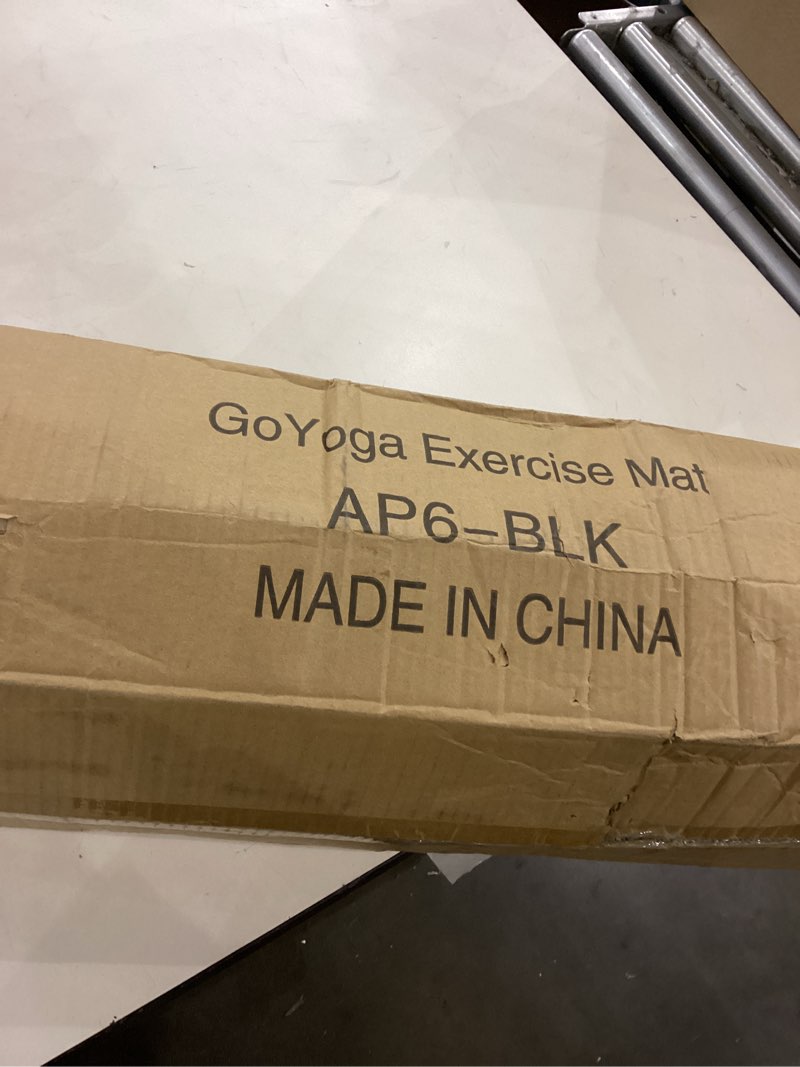 GoYoga Exercise Mat
AP6-BLK
MADE IN CHINA